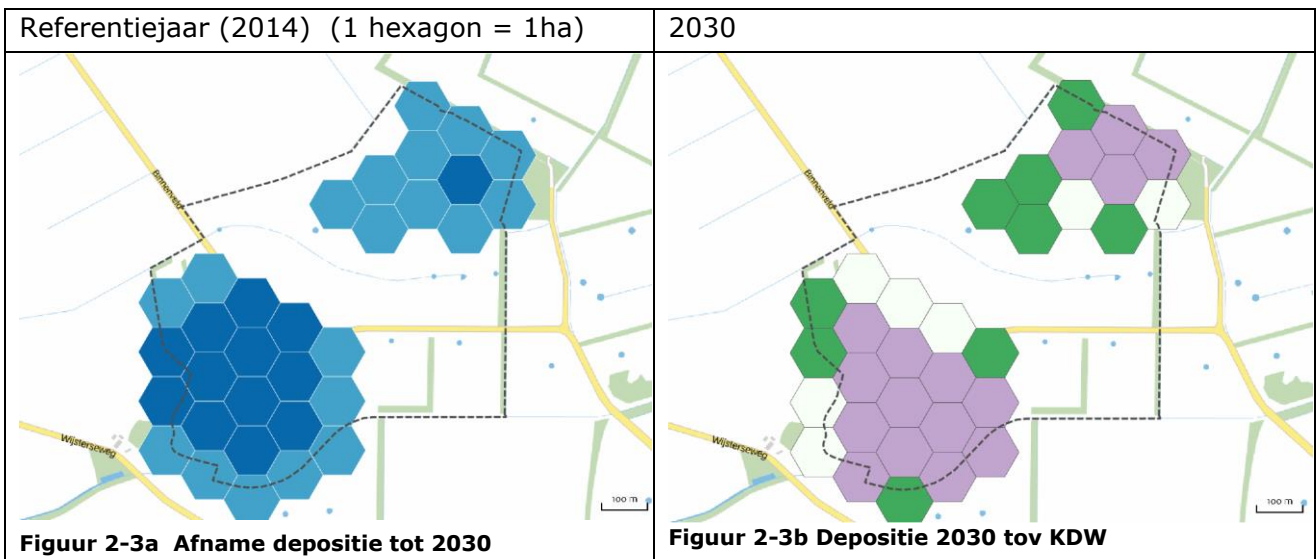 Referentiejaar (2014) (1 hexagon = 1ha)
2030
Binnenveld
Wijsterseweg
100 m
Binnenveld
Wijsterseweg
100 m
Figuur 2-3a Afname depositie tot 2030
Figuur 2-3b Depositie 2030 tov KDW